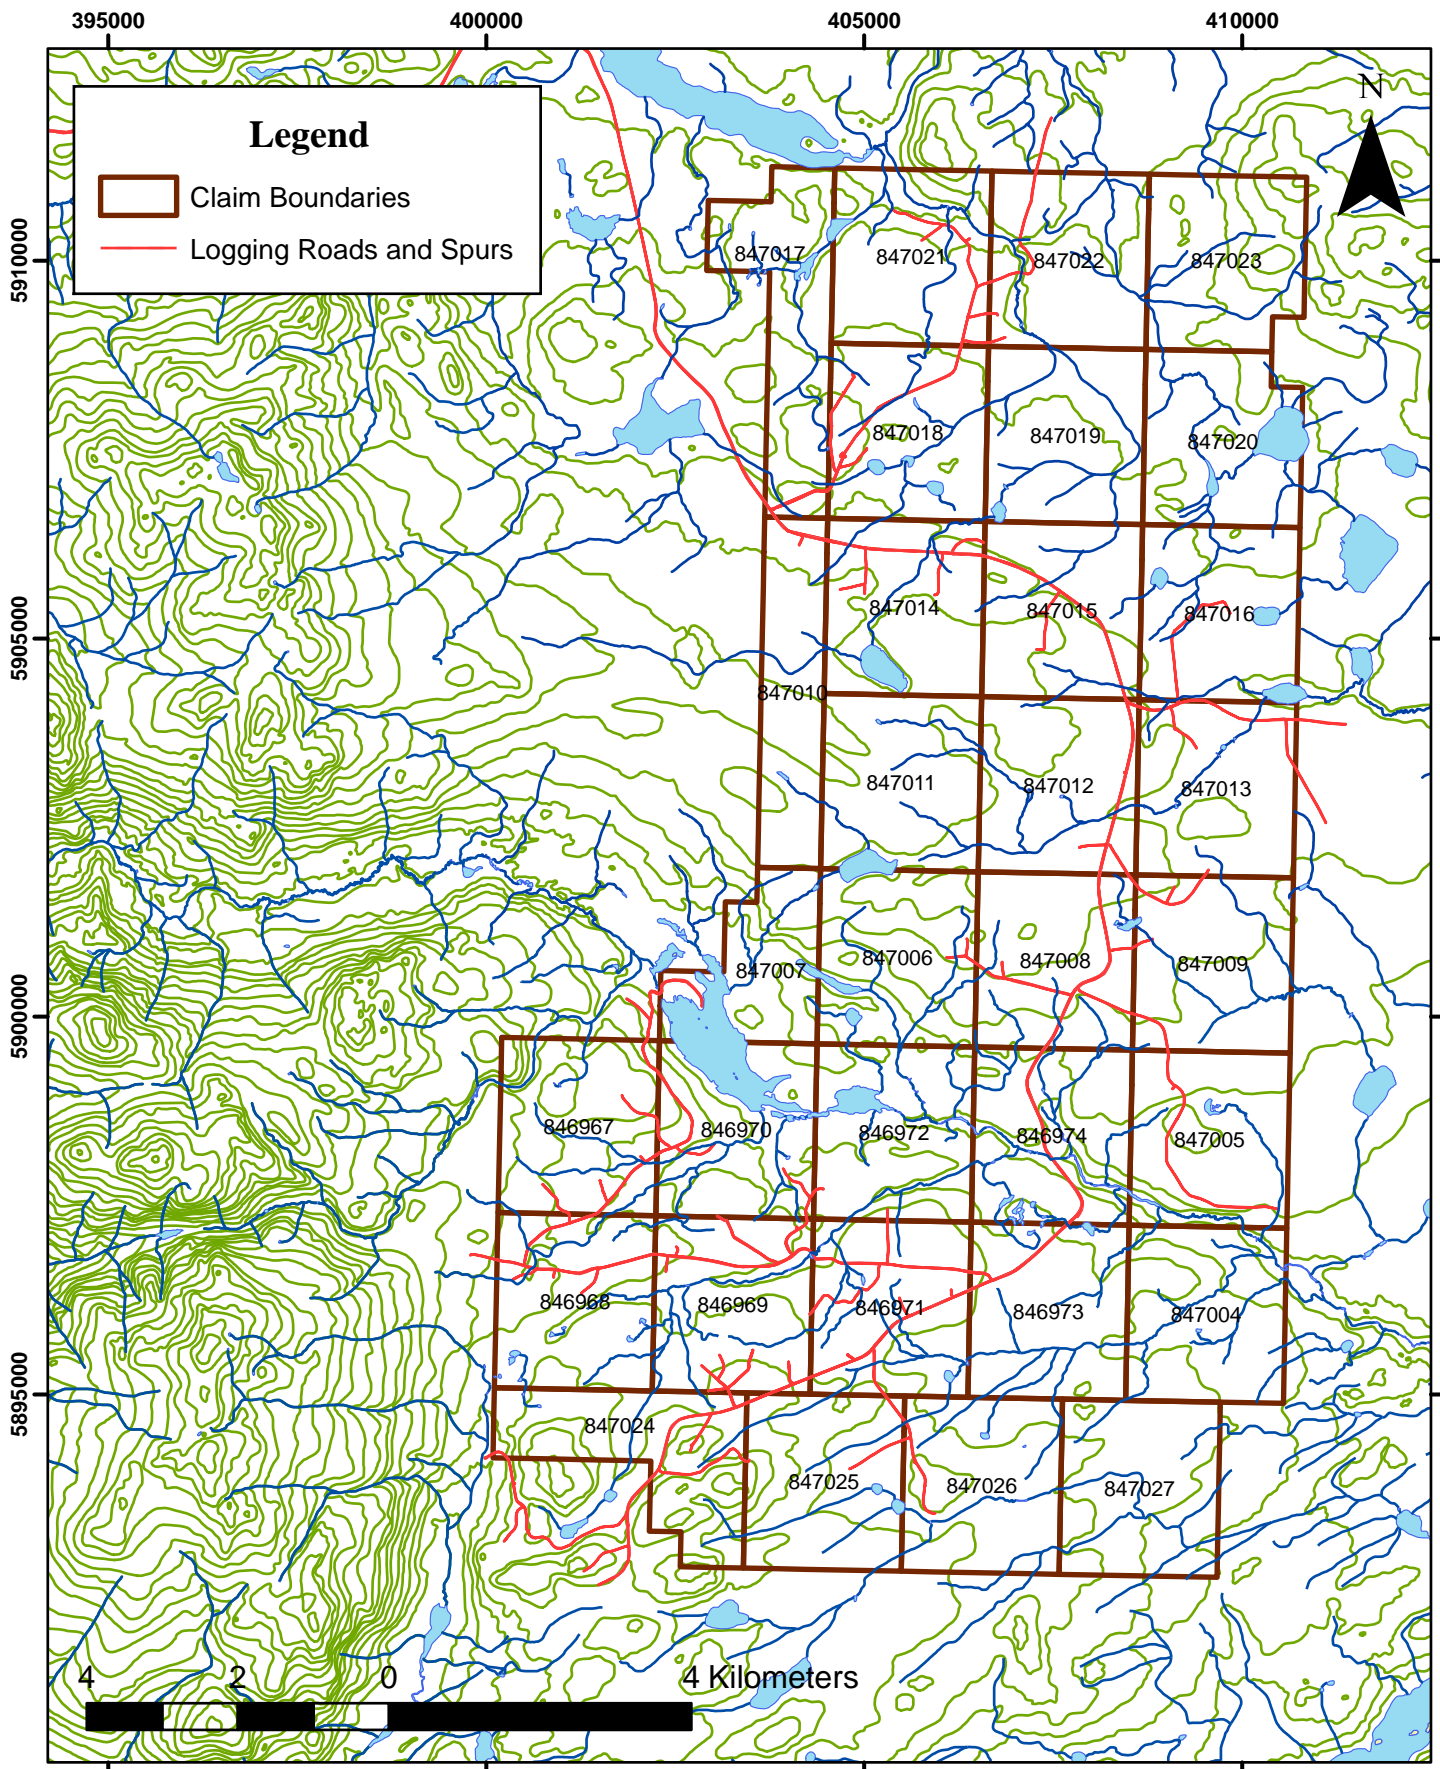 395000 400000 405000 410000
N
Legend
Claim Boundaries
Logging Roads and Spurs
5910000
5905000
5900000
5895000
847017 847021 847022 847023
847018 847019 847020
847014 847015 847016
847010
847011 847012 847013
847007 847006 847008 847009
846967 846970 846972 846974 847005
846968 846969 846971 846973 847004
847024
847025 847026 847027
4 2 0 4 Kilometers